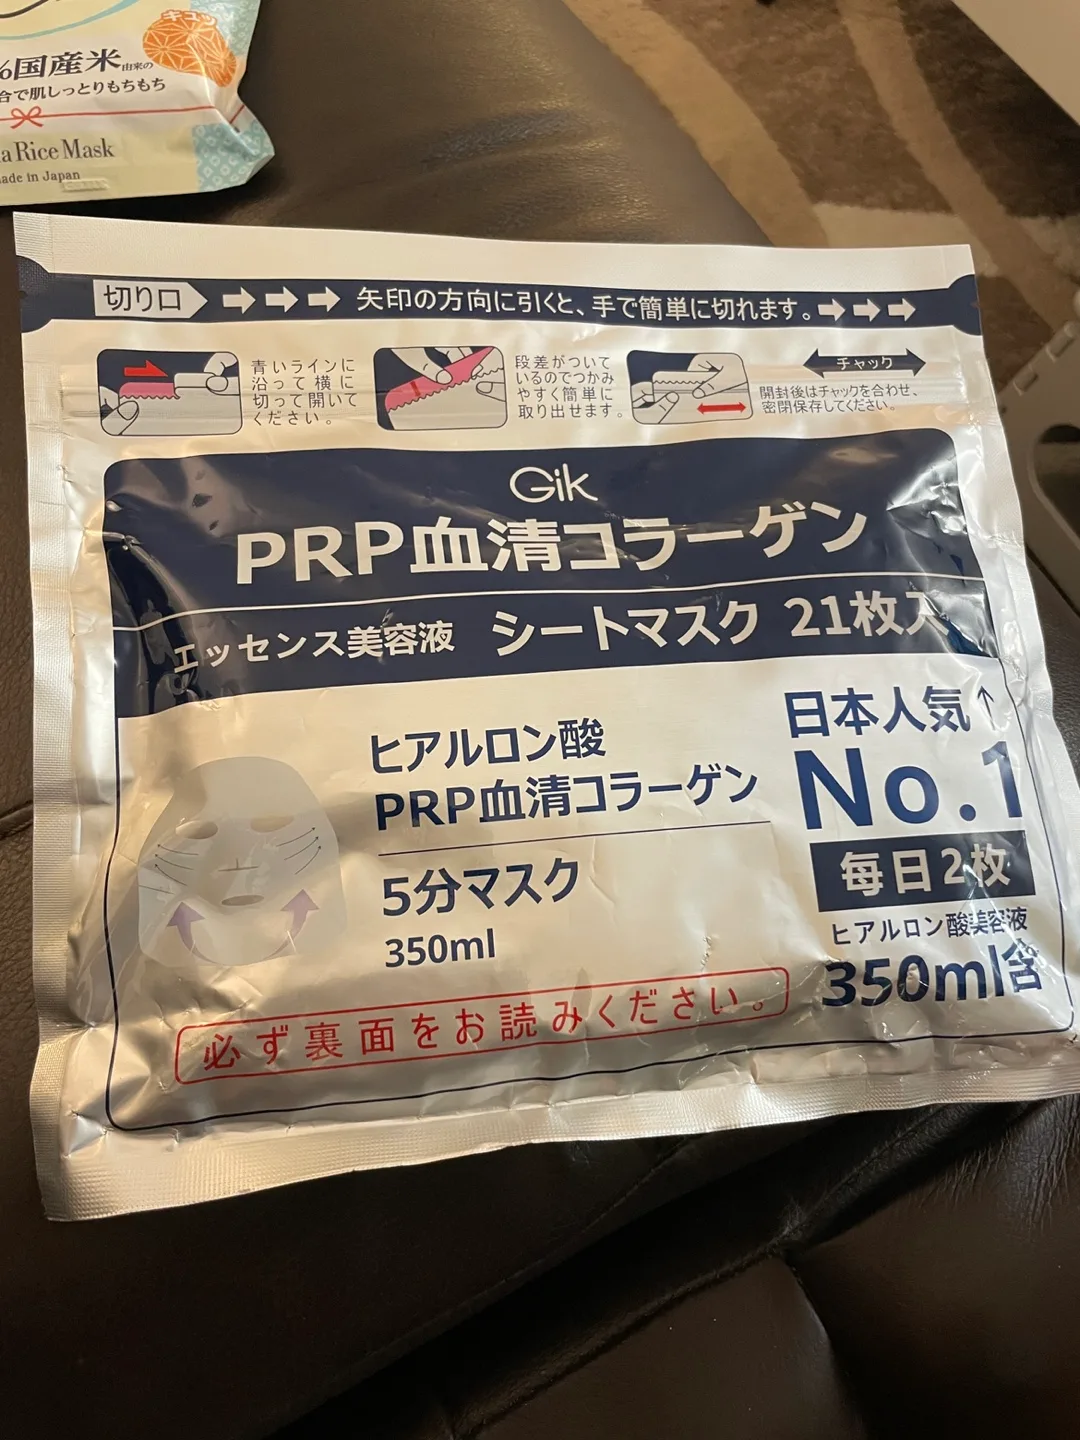 キュッ
%国産米由来の
合で肌しっとりもちもち
a Rice Mask
made in Japan
切り口 矢印の方向に引くと、手で簡単に切れます。
青いラインに
沿って横に
切って開いて
ください。
段差がついて
いるのでつかみ
やすく簡単に
取り出せます。
チャック
開封後はチャックを合わせ、
密閉保存してください。
Gik
PRP血清コラーゲン
エッセンス美容液 シートマスク 21枚入
ヒアルロン酸
PRP血清コラーゲン
5分マスク
350ml
日本人気↑
No.1
毎日2枚
ヒアルロン酸美容液
350ml含
必ず裏面をお読みください。